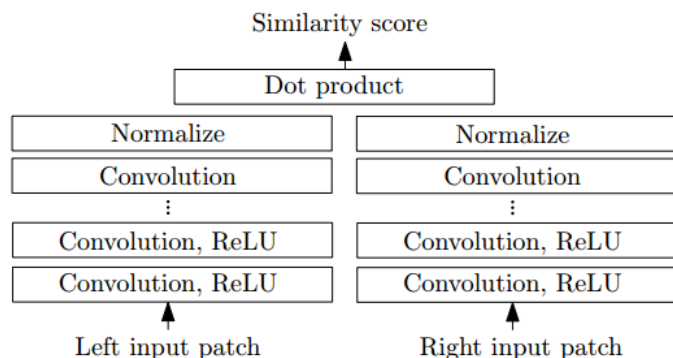 Similarity score
Dot product
Normalize
Normalize
Convolution
Convolution
Convolution, ReLU
Convolution, ReLU
Convolution, ReLU
Convolution, ReLU
Left input patch
Right input patch